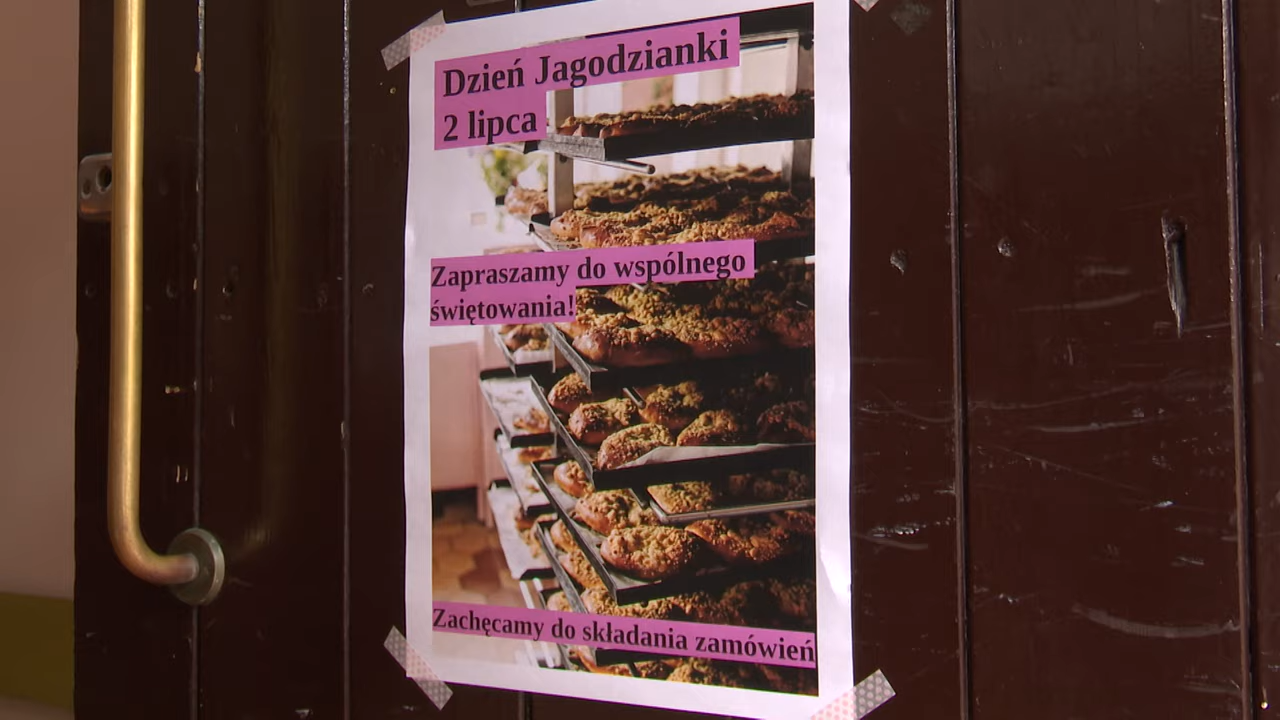 Dzień Jagodzianki
2 lipca
Zapraszamy do wspólnego
świętowania!
Zachęcamy do składania zamówień